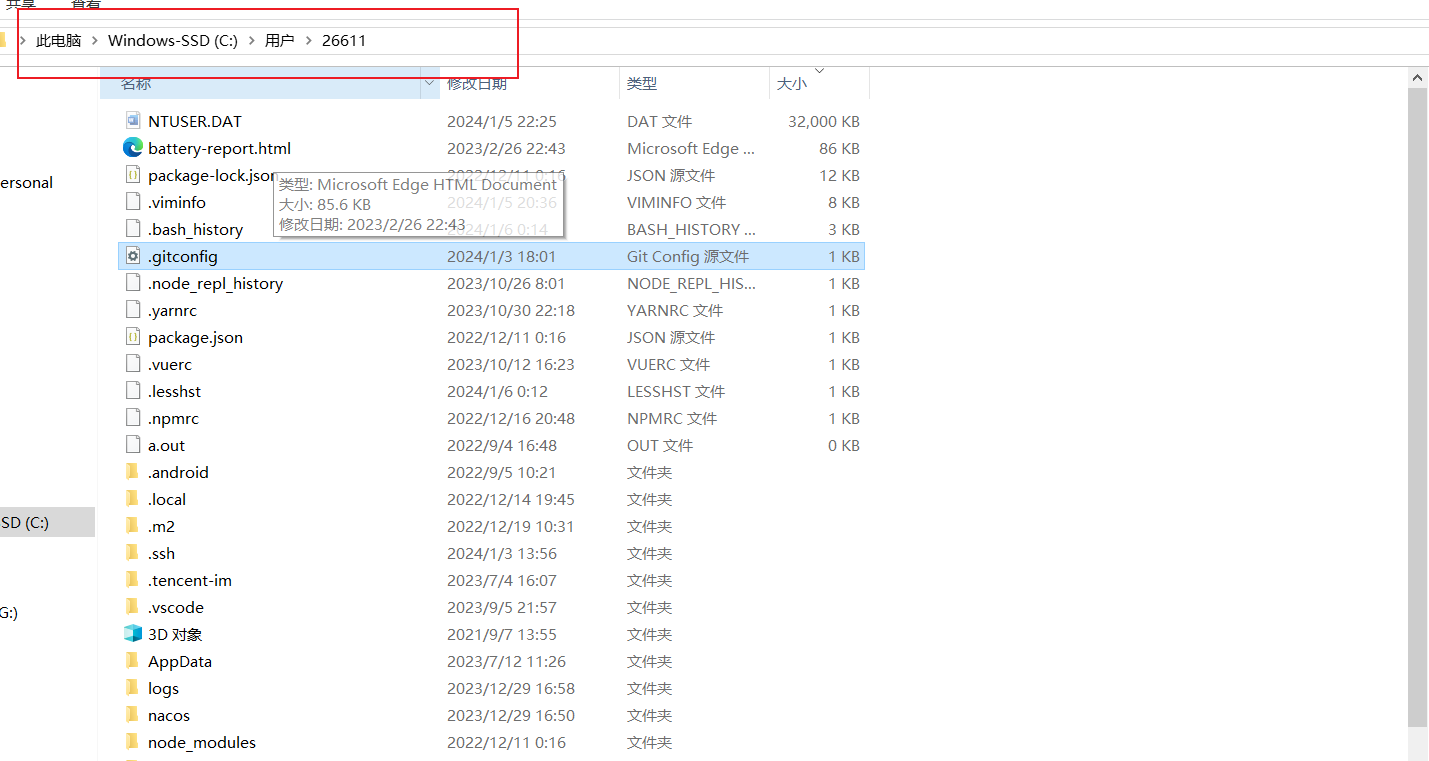 共享 查看
此电脑 > Windows-SSD (C:) > 用户 > 26611
名称 修改日期 类型 大小
NTUSER.DAT 2024/1/5 22:25 DAT 文件 32,000 KB
battery-report.html 2023/2/26 22:43 Microsoft Edge ... 86 KB
package-lock.json 2022/12/11 0:16 JSON 源文件 12 KB
类型: Microsoft Edge HTML Document
.viminfo 2024/1/5 20:36 VIMINFO 文件 8 KB
大小: 85.6 KB
修改日期: 2023/2/26 22:43
.bash_history 2024/1/6 0:14 BASH_HISTORY ... 3 KB
.gitconfig 2024/1/3 18:01 Git Config 源文件 1 KB
.node_repl_history 2023/10/26 8:01 NODE_REPL_HIS... 1 KB
.yarnrc 2023/10/30 22:18 YARNRC 文件 1 KB
package.json 2022/12/11 0:16 JSON 源文件 1 KB
.vuerc 2023/10/12 16:23 VUERC 文件 1 KB
.lesshst 2024/1/6 0:12 LESSHST 文件 1 KB
.npmrc 2022/12/16 20:48 NPMRC 文件 1 KB
a.out 2022/9/4 16:48 OUT 文件 0 KB
.android 2022/9/5 10:21 文件夹
.local 2022/12/14 19:45 文件夹
.m2 2022/12/19 10:31 文件夹
.ssh 2024/1/3 13:56 文件夹
.tencent-im 2023/7/4 16:07 文件夹
.vscode 2023/9/5 21:57 文件夹
3D 对象 2021/9/7 13:55 文件夹
AppData 2023/7/12 11:26 文件夹
logs 2023/12/29 16:58 文件夹
nacos 2023/12/29 16:50 文件夹
node_modules 2022/12/11 0:16 文件夹
ersonal
SD (C:)
G:)